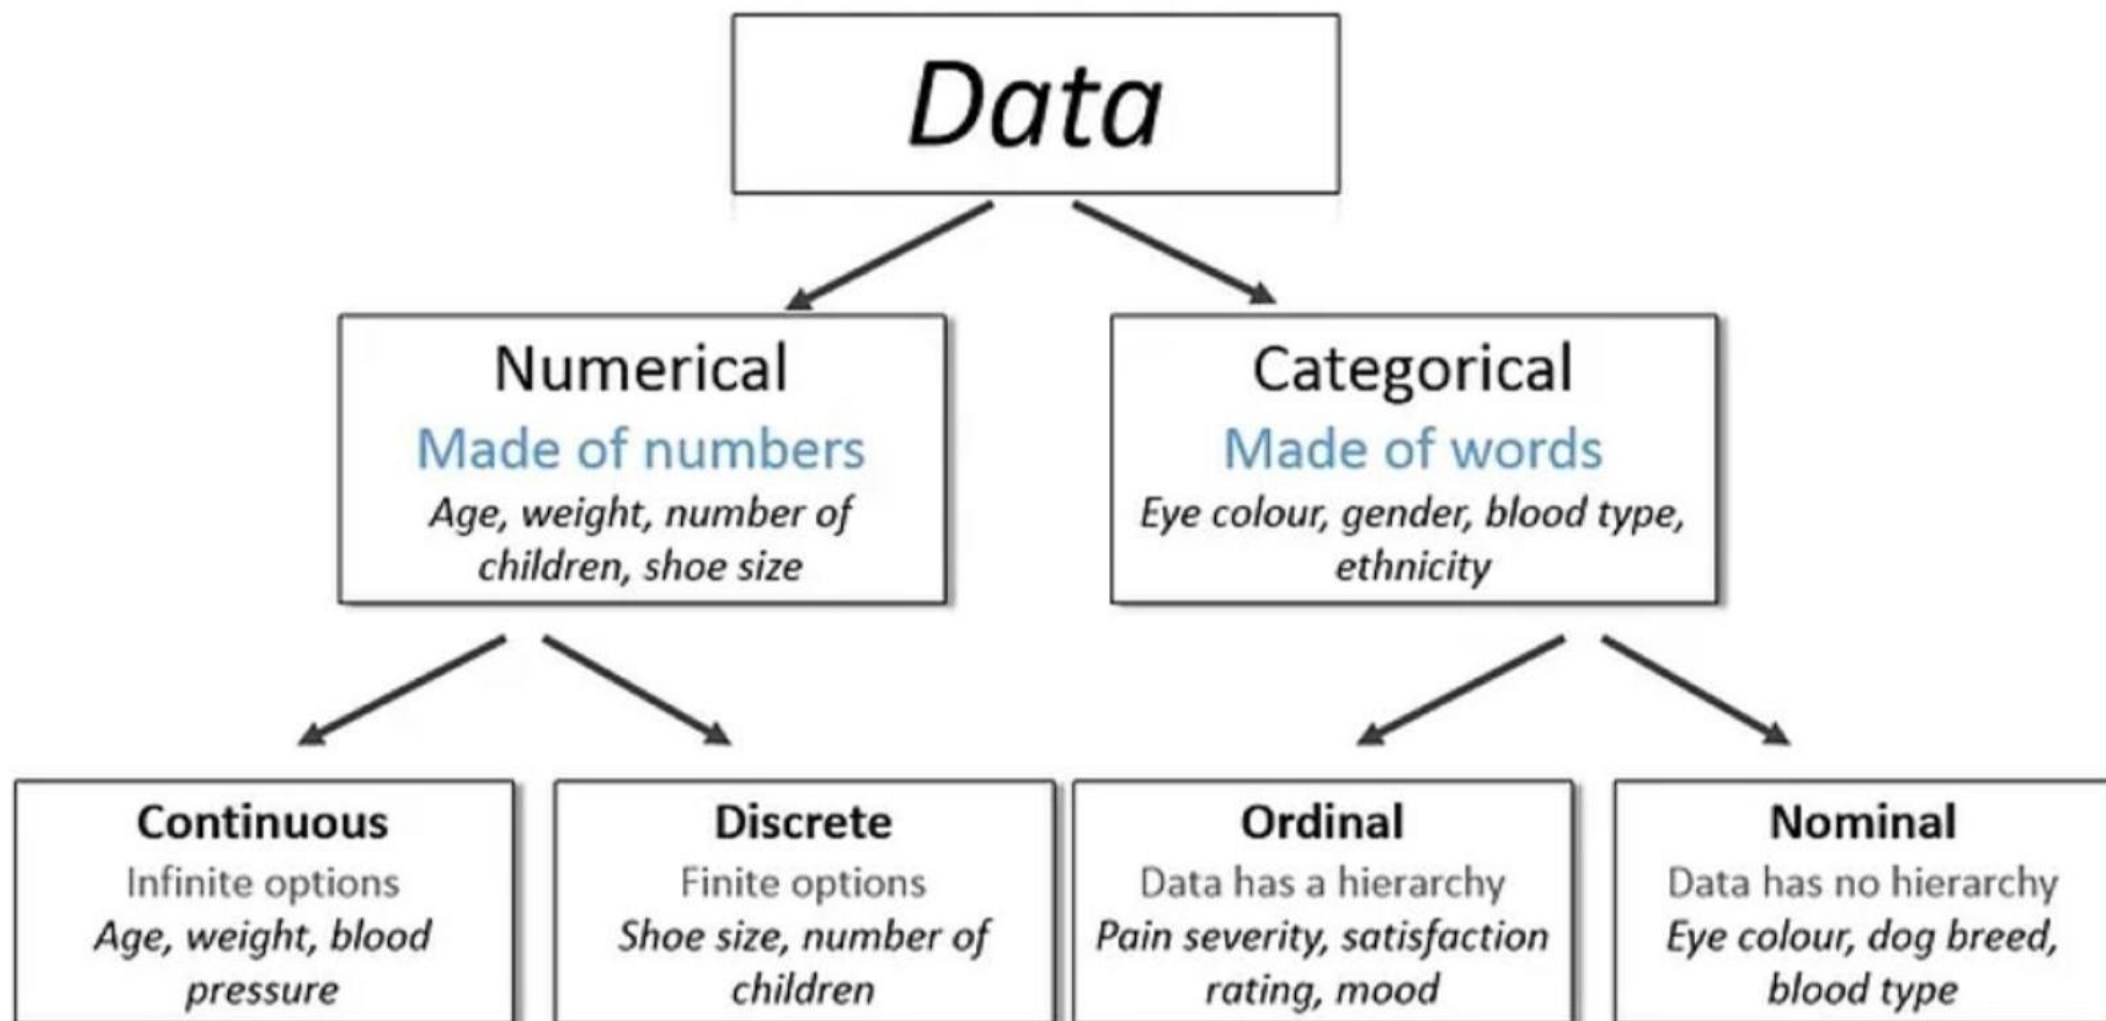 Data
Numerical
Made of numbers
Age, weight, number of
children, shoe size
Categorical
Made of words
Eye colour, gender, blood type,
ethnicity
Continuous
Infinite options
Age, weight, blood
pressure
Discrete
Finite options
Shoe size, number of
children
Ordinal
Data has a hierarchy
Pain severity, satisfaction
rating, mood
Nominal
Data has no hierarchy
Eye colour, dog breed,
blood type